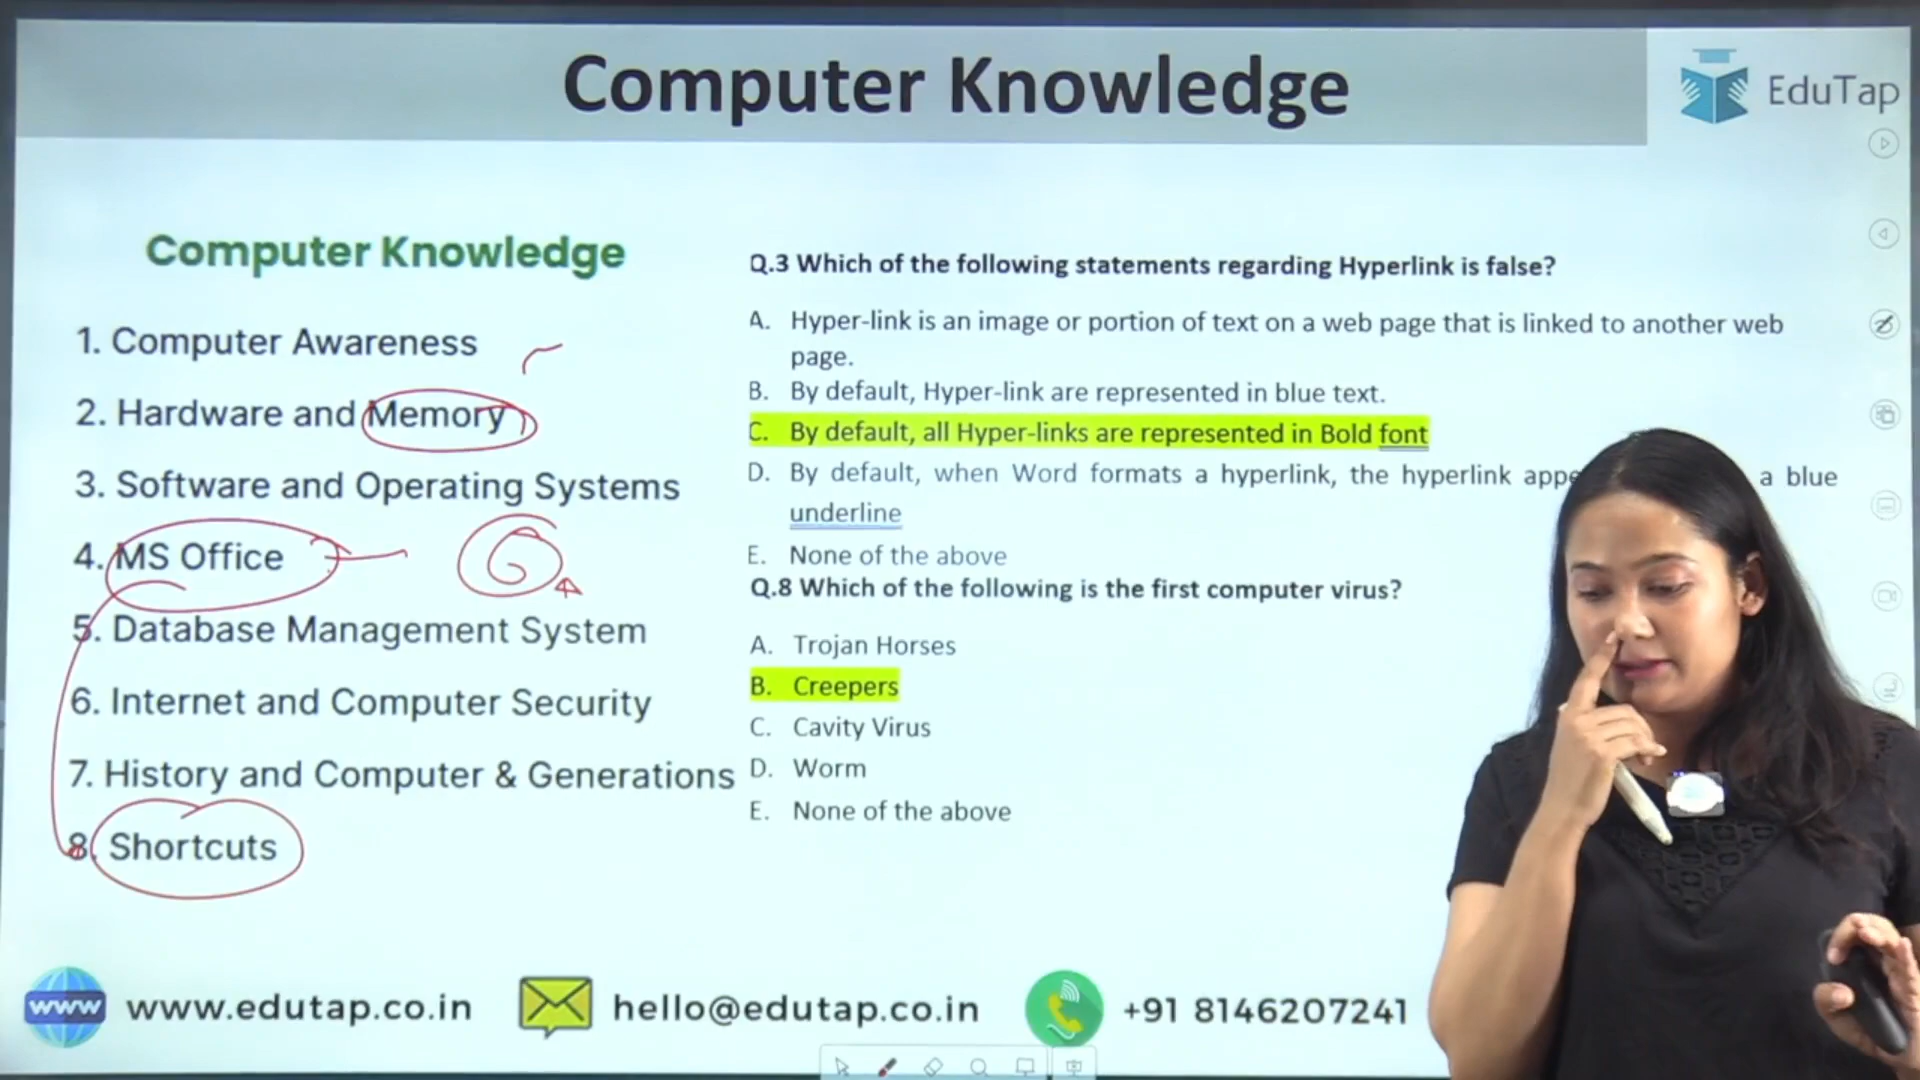 Computer Knowledge
EduTap
Computer Knowledge
1. Computer Awareness
2. Hardware and Memory
3. Software and Operating Systems
4. MS Office
5. Database Management System
6. Internet and Computer Security
7. History and Computer & Generations
8. Shortcuts
Q.3 Which of the following statements regarding Hyperlink is false?
A. Hyper-link is an image or portion of text on a web page that is linked to another web
page.
B. By default, Hyper-link are represented in blue text.
C. By default, all Hyper-links are represented in Bold font
D. By default, when Word formats a hyperlink, the hyperlink a blue
underline
E. None of the above
Q.8 Which of the following is the first computer virus?
A. Trojan Horses
B. Creepers
C. Cavity Virus
D. Worm
E. None of the above
www www.edutap.co.in hello@edutap.co.in +91 8146207241